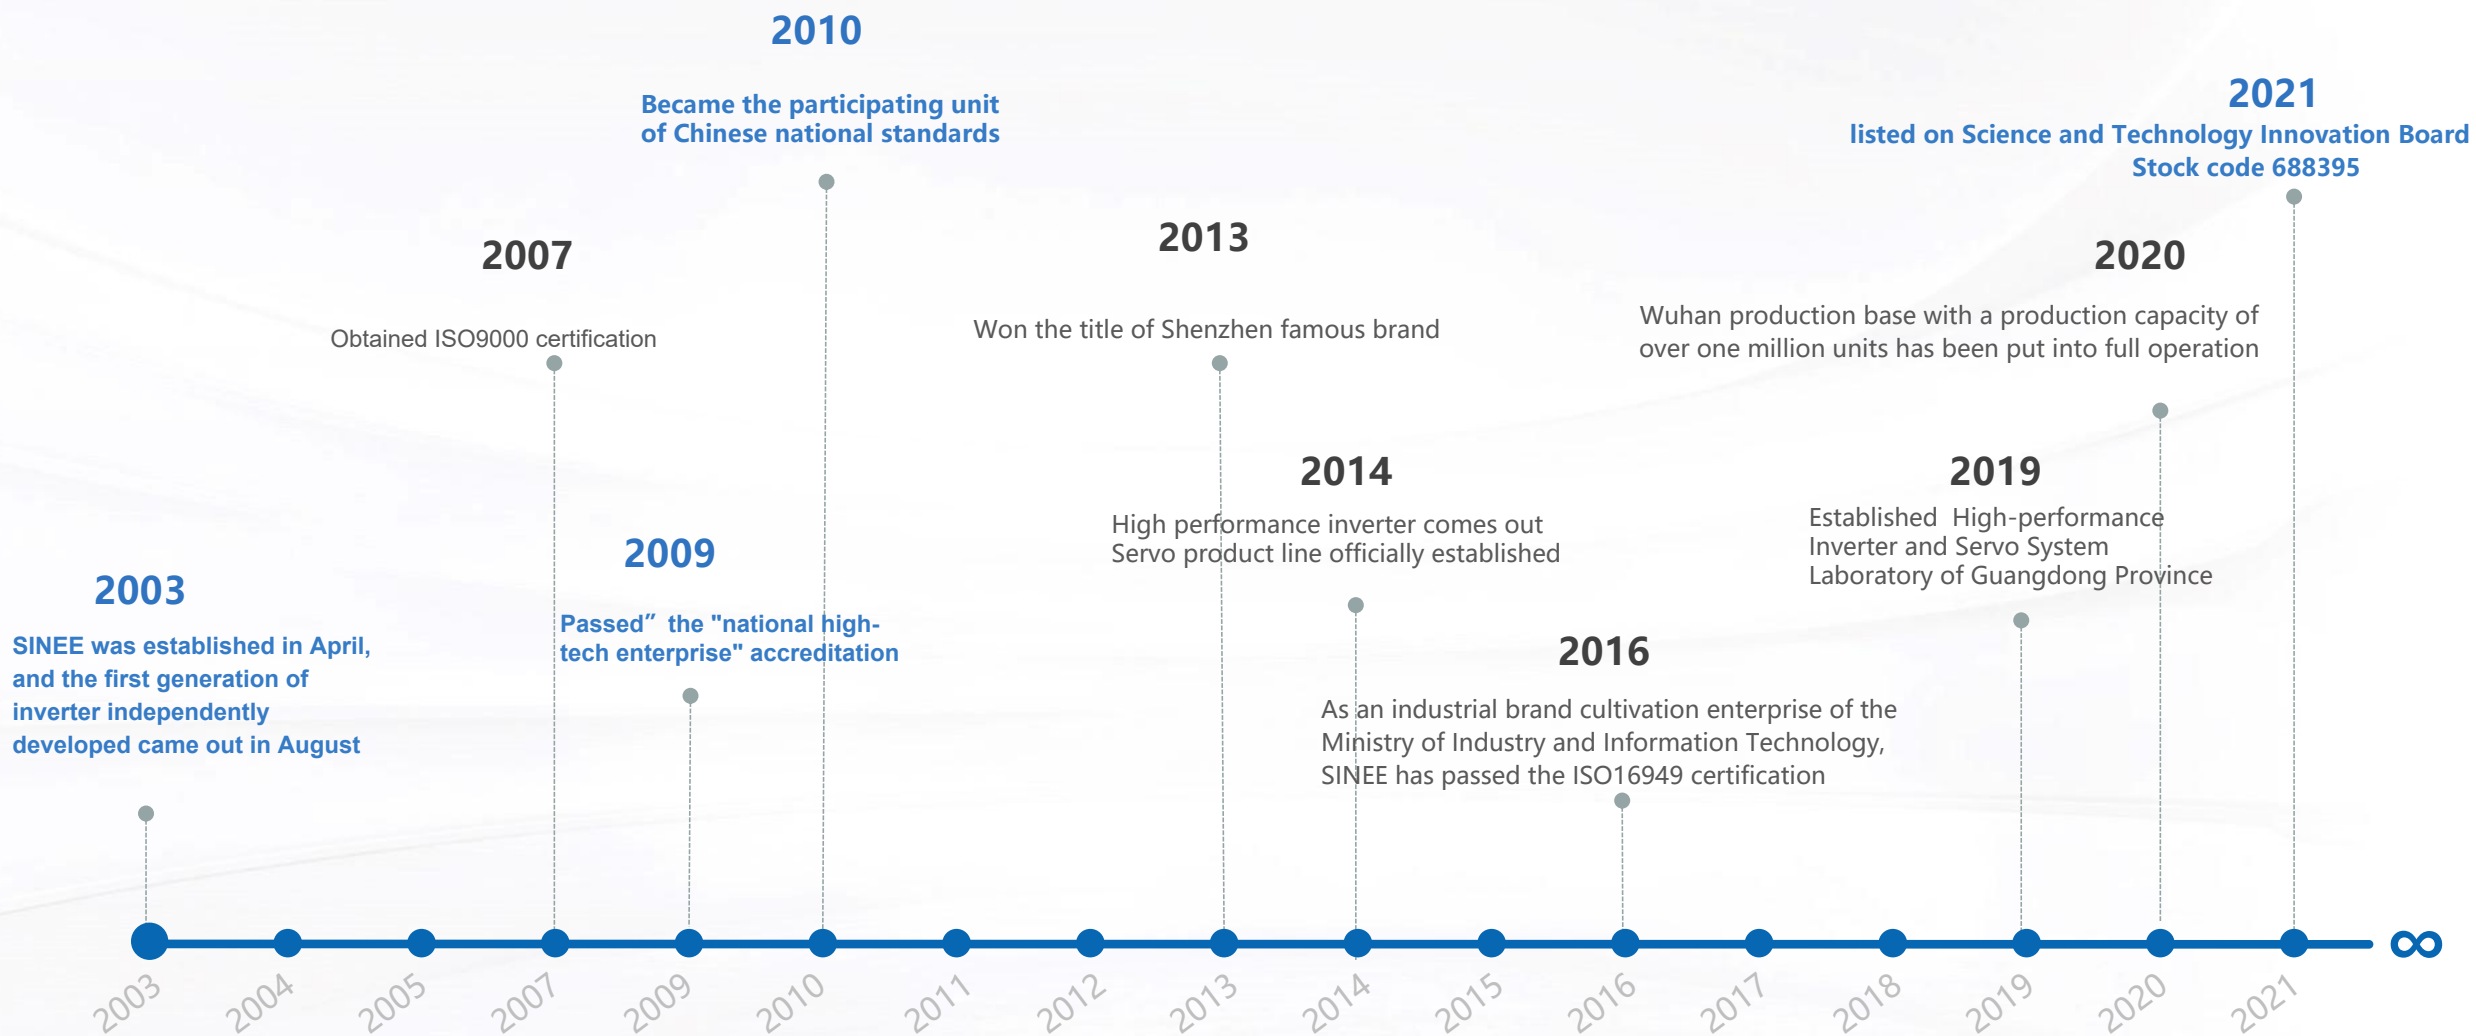 2003
SINEE was established in April,
and the first generation of
inverter independently
developed came out in August
2007
Obtained ISO9000 certification
2009
Passed” the "national high-
tech enterprise" accreditation
2010
Became the participating unit
of Chinese national standards
2013
Won the title of Shenzhen famous brand
2014
High performance inverter comes out
Servo product line officially established
2016
As an industrial brand cultivation enterprise of the
Ministry of Industry and Information Technology,
SINEE has passed the ISO16949 certification
2019
Established High-performance
Inverter and Servo System
Laboratory of Guangdong Province
2020
Wuhan production base with a production capacity of
over one million units has been put into full operation
2021
listed on Science and Technology Innovation Board
Stock code 688395
2003 2004 2005 2007 2009 2010 2011 2012 2013 2014 2015 2016 2017 2018 2019 2020 2021